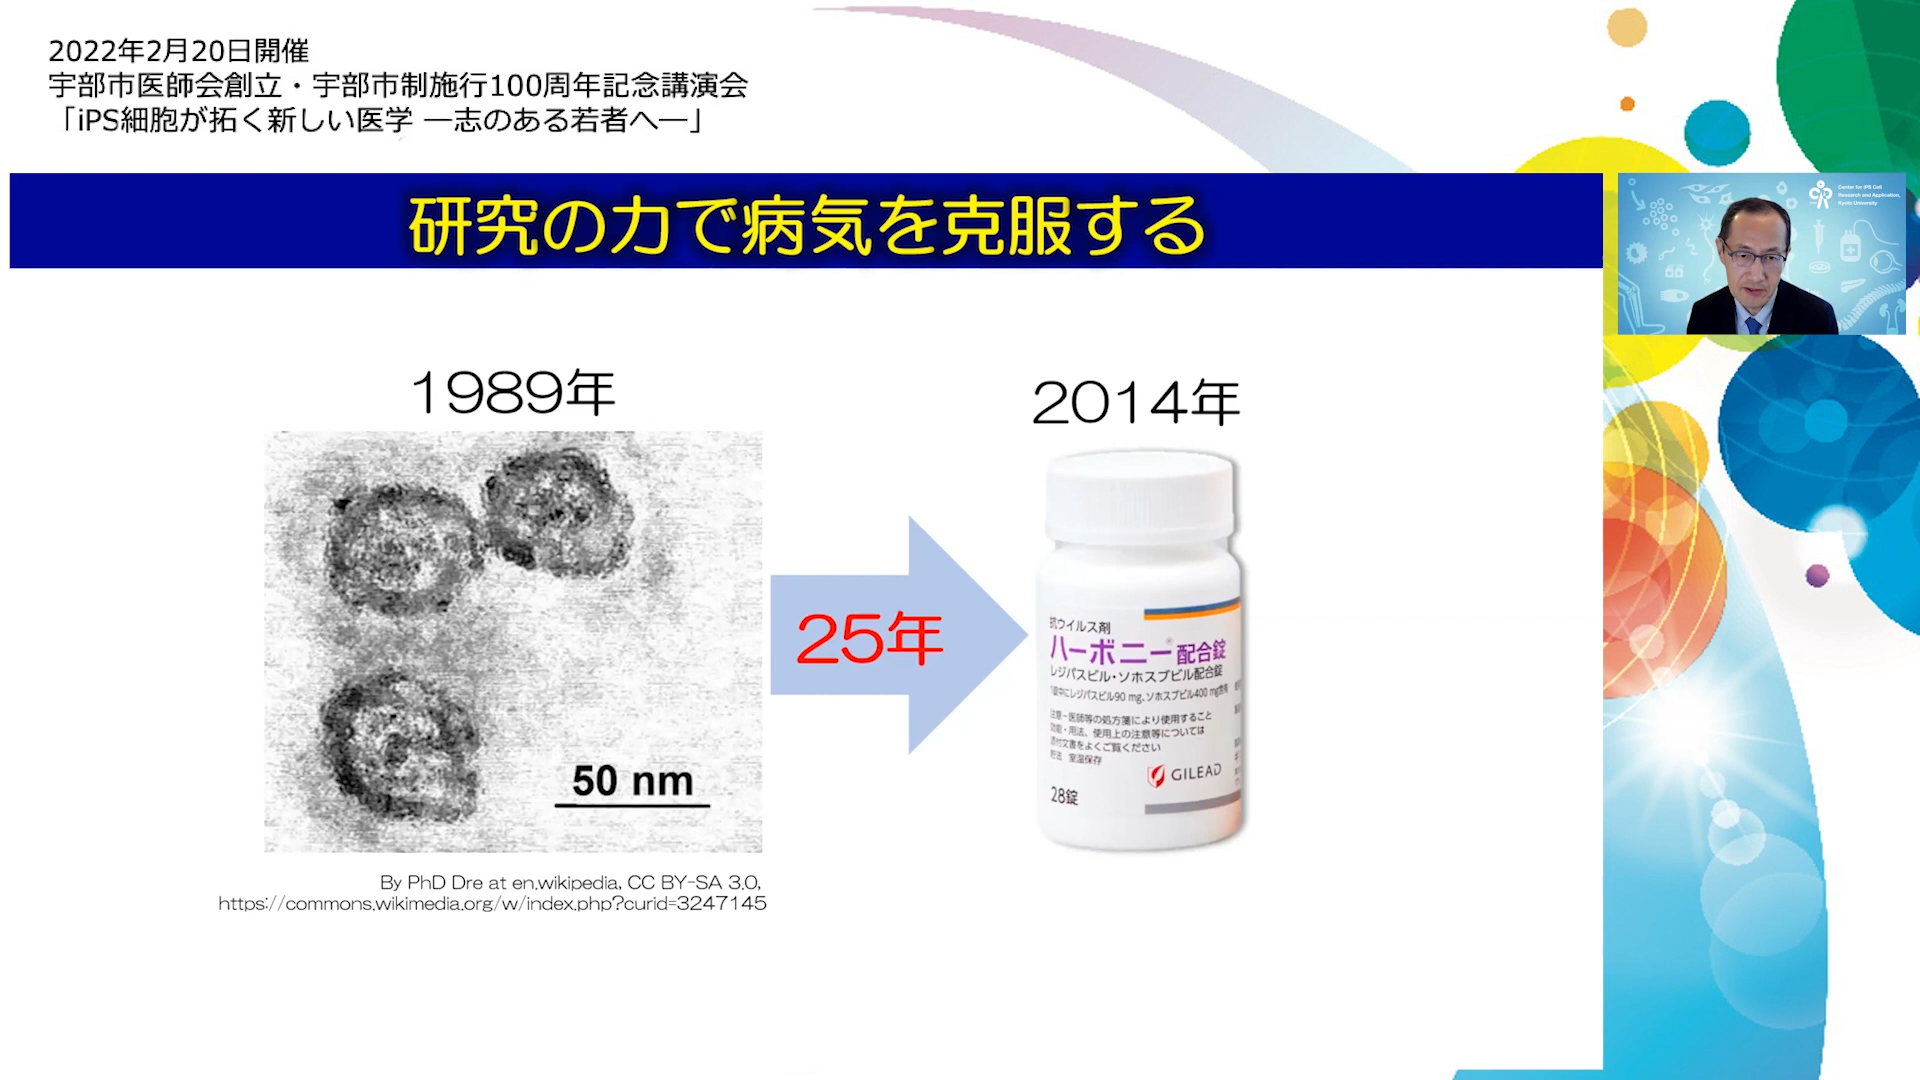 2022年2月20日開催
宇部市医師会創立・宇部市制施行100周年記念講演会
「iPS細胞が拓く新しい医学 ―志のある若者へ―」
Center for iPS Cell
Research and Application,
Kyoto University
研究の力で病気を克服する
1989年
2014年
25年
50 nm
抗ウイルス剤
ハーボニー®配合錠
レジパスビル・ソホスブビル配合錠
1錠中にレジパスビル90 mg、ソホスブビル400 mg含有
注意－医師等の処方箋により使用すること
効能・用法、使用上の注意等については
添付文書をよくご覧ください
貯法 室温保存
GILEAD
28錠
By PhD Dre at en.wikipedia, CC BY-SA 3.0,
https://commons.wikimedia.org/w/index.php?curid=3247145